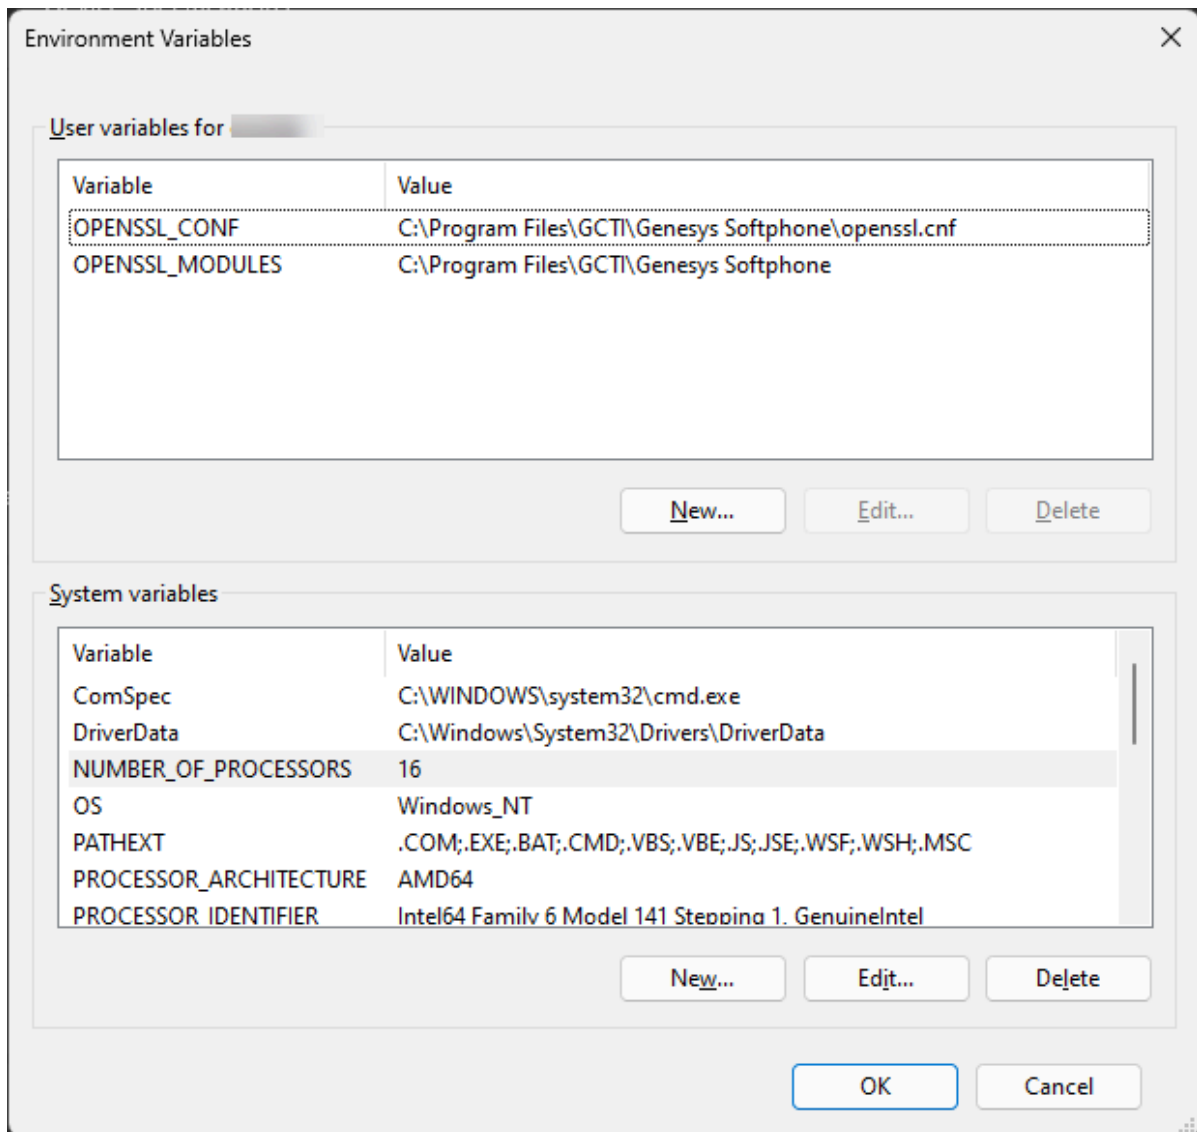 Environment Variables
User variables for
Variable Value
OPENSSL_CONF C:\Program Files\GCTI\Genesys Softphone\openssl.cnf
OPENSSL_MODULES C:\Program Files\GCTI\Genesys Softphone
New... Edit... Delete
System variables
Variable Value
ComSpec C:\WINDOWS\system32\cmd.exe
DriverData C:\Windows\System32\Drivers\DriverData
NUMBER_OF_PROCESSORS 16
OS Windows_NT
PATHEXT .COM;.EXE;.BAT;.CMD;.VBS;.VBE;.JS;.JSE;.WSF;.WSH;.MSC
PROCESSOR_ARCHITECTURE AMD64
PROCESSOR_IDENTIFIER Intel64 Family 6 Model 141 Stepping 1, GenuineIntel
New... Edit... Delete
OK Cancel